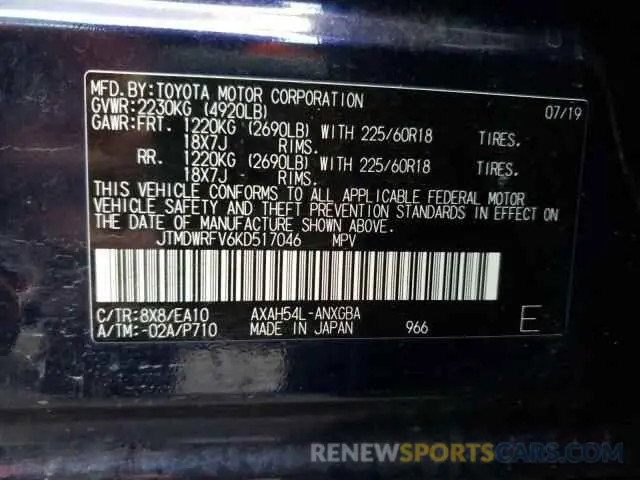 MFD.BY:TOYOTA MOTOR CORPORATION 07/19
GVWR:2230KG (4920LB)
GAWR:FRT. 1220KG (2690LB) WITH 225/60R18 TIRES.
18X7J RIMS.
RR. 1220KG (2690LB) WITH 225/60R18 TIRES.
18X7J RIMS.
THIS VEHICLE CONFORMS TO ALL APPLICABLE FEDERAL MOTOR
VEHICLE SAFETY AND THEFT PREVENTION STANDARDS IN EFFECT ON
THE DATE OF MANUFACTURE SHOWN ABOVE.
JTMDWRFV6KD517046 MPV
C/TR:8X8/EA10 AXAH54L-ANXGBA
A/TM:-02A/P710 MADE IN JAPAN 966 E
RENEWSPORTSCARS.COM